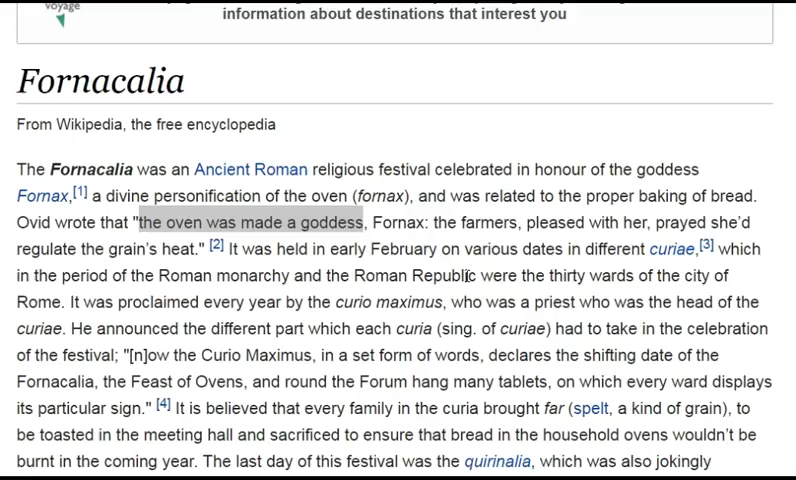 voyage
information about destinations that interest you
Fornacalia
From Wikipedia, the free encyclopedia
The Fornacalia was an Ancient Roman religious festival celebrated in honour of the goddess
Fornax,[1] a divine personification of the oven (fornax), and was related to the proper baking of bread.
Ovid wrote that "the oven was made a goddess, Fornax: the farmers, pleased with her, prayed she'd
regulate the grain's heat." [2] It was held in early February on various dates in different curiae,[3] which
in the period of the Roman monarchy and the Roman Republic were the thirty wards of the city of
Rome. It was proclaimed every year by the curio maximus, who was a priest who was the head of the
curiae. He announced the different part which each curia (sing. of curiae) had to take in the celebration
of the festival; "[n]ow the Curio Maximus, in a set form of words, declares the shifting date of the
Fornacalia, the Feast of Ovens, and round the Forum hang many tablets, on which every ward displays
its particular sign." [4] It is believed that every family in the curia brought far (spelt, a kind of grain), to
be toasted in the meeting hall and sacrificed to ensure that bread in the household ovens wouldn't be
burnt in the coming year. The last day of this festival was the quirinalia, which was also jokingly